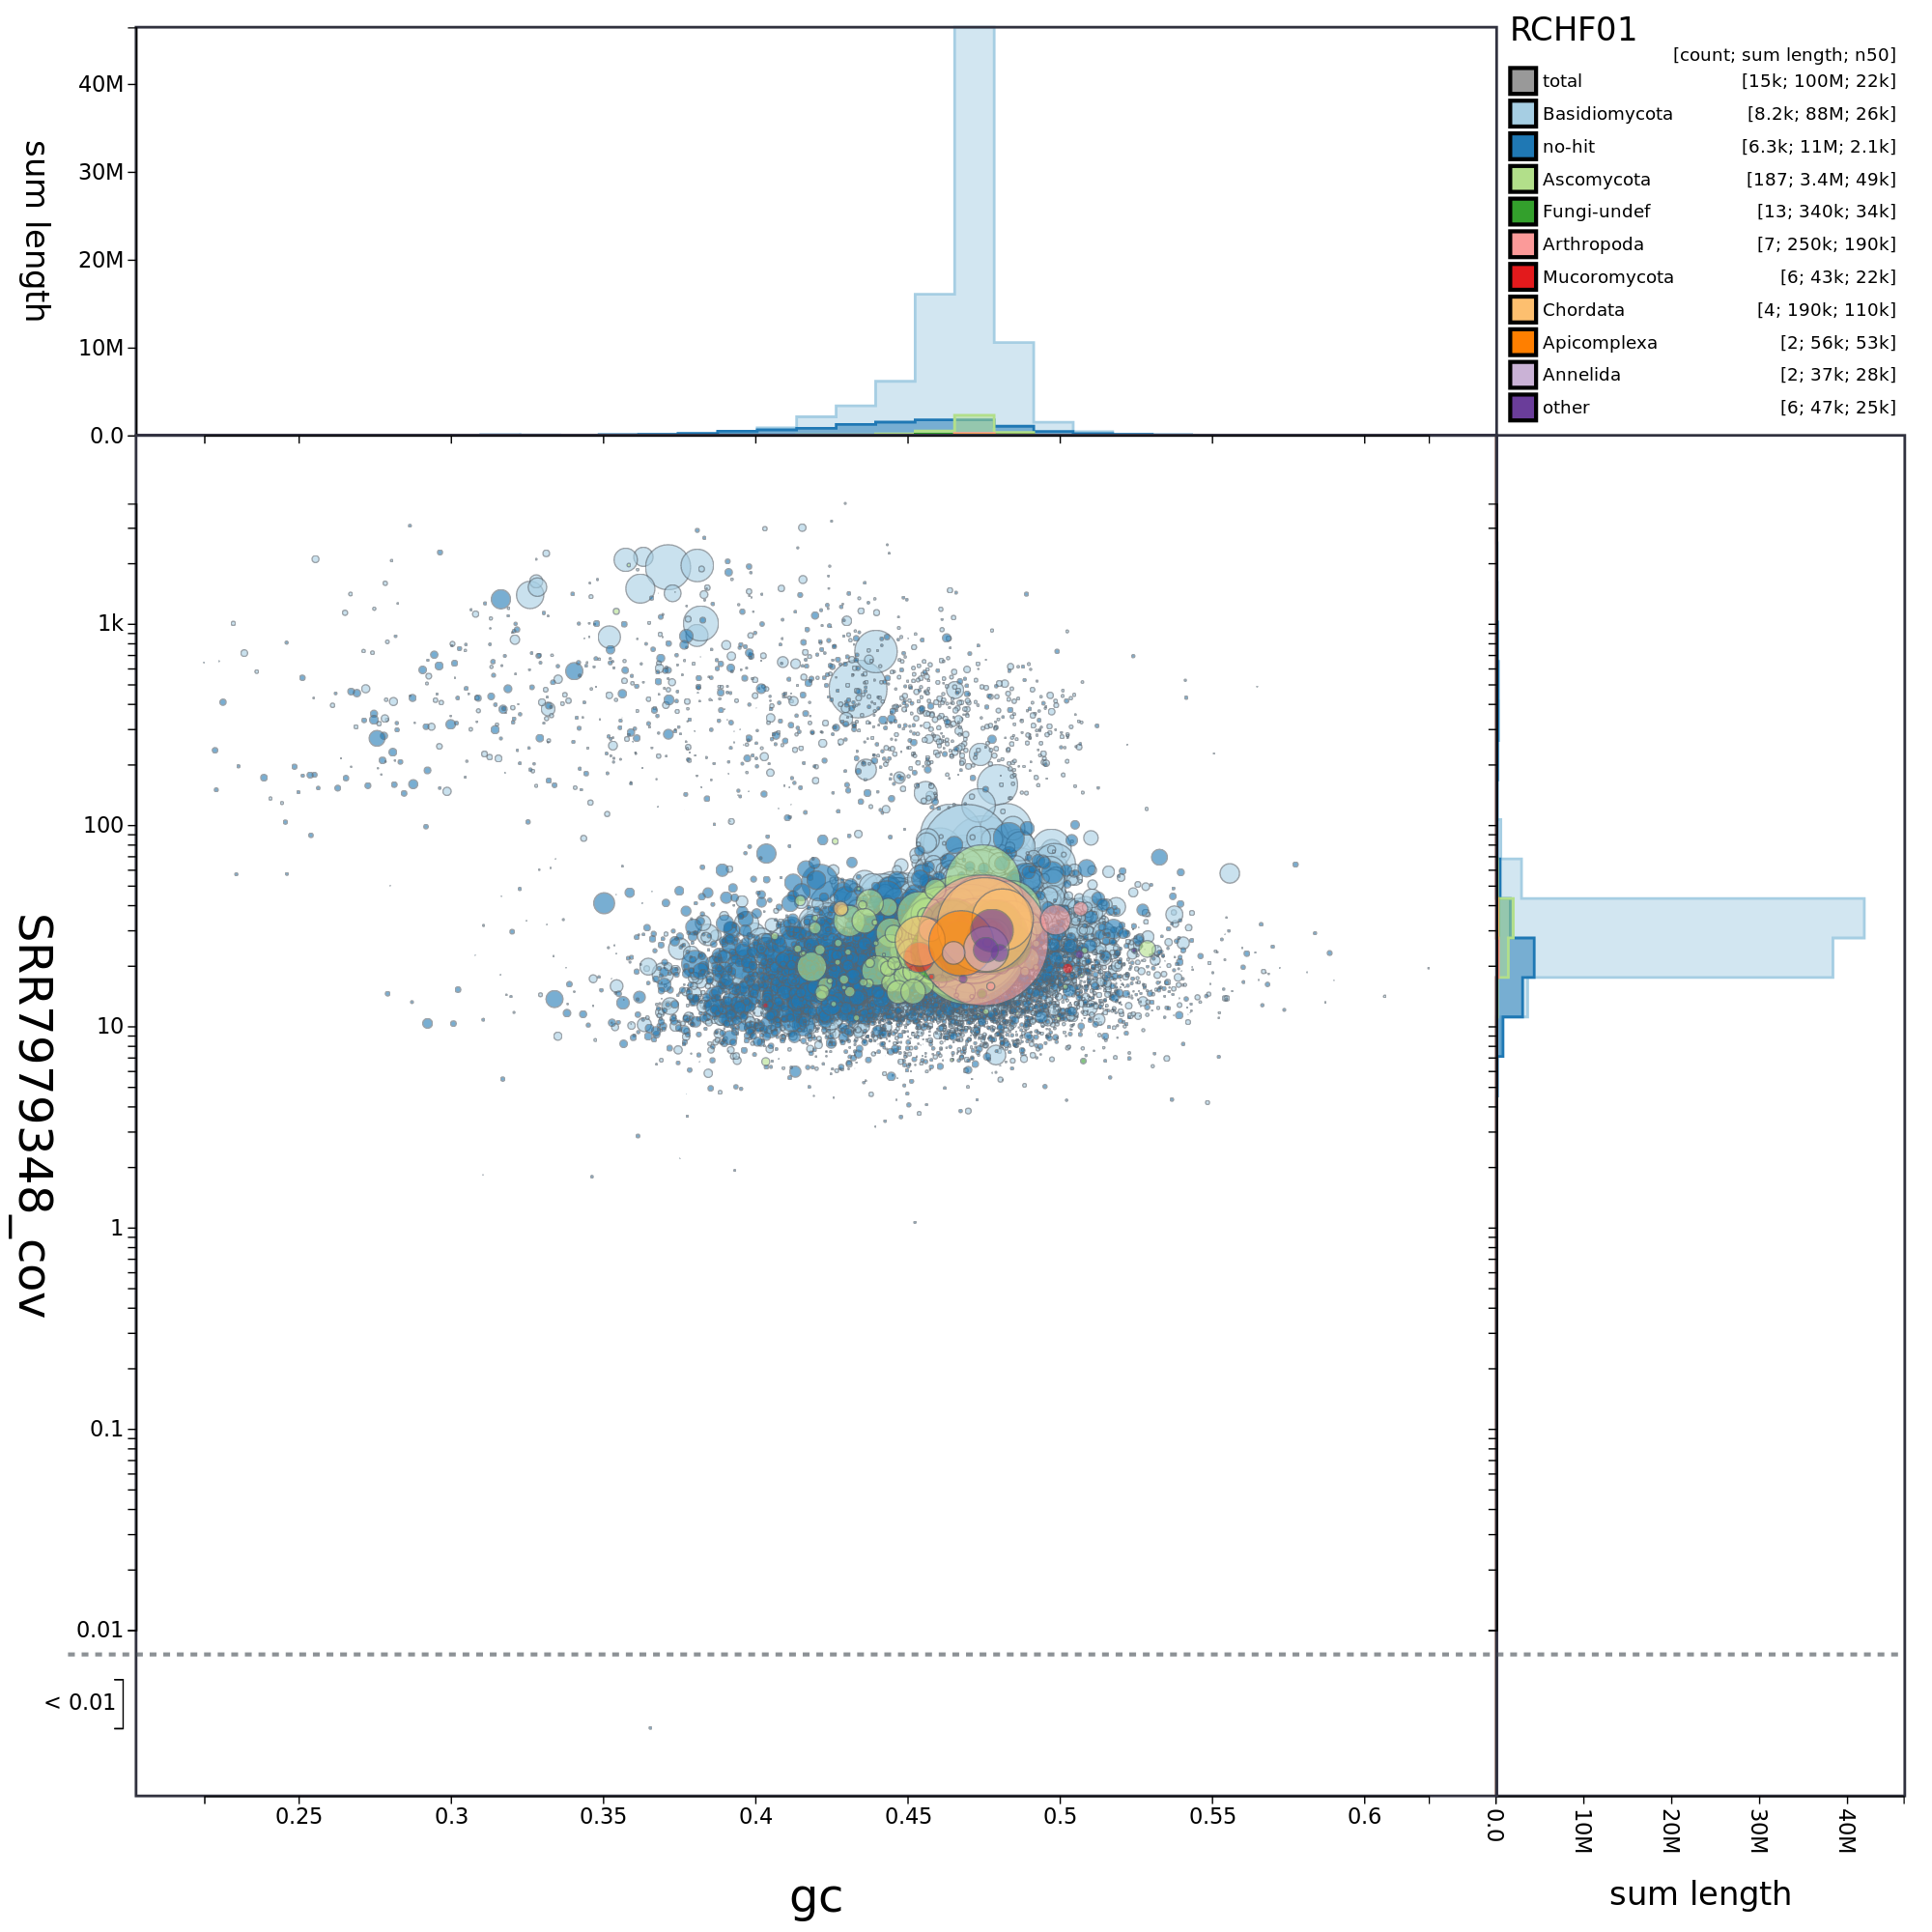 RCHF01
[count; sum length; n50]
total [15k; 100M; 22k]
Basidiomycota [8.2k; 88M; 26k]
no-hit [6.3k; 11M; 2.1k]
Ascomycota [187; 3.4M; 49k]
Fungi-undef [13; 340k; 34k]
Arthropoda [7; 250k; 190k]
Mucoromycota [6; 43k; 22k]
Chordata [4; 190k; 110k]
Apicomplexa [2; 56k; 53k]
Annelida [2; 37k; 28k]
other [6; 47k; 25k]
sum length
40M
30M
20M
10M
0.0
SRR7979348_cov
1k
100
10
1
0.1
0.01
< 0.01
0.25 0.3 0.35 0.4 0.45 0.5 0.55 0.6
gc
0.0 10M 20M 30M 40M
sum length